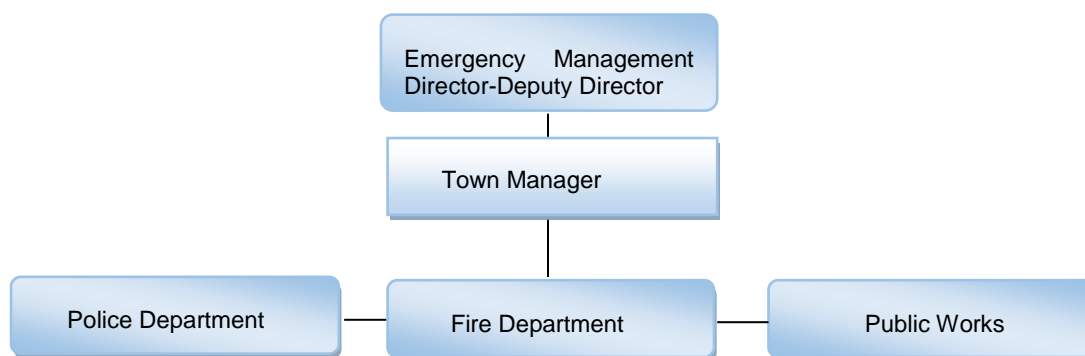 Emergency Management
Director-Deputy Director
Town Manager
Police Department
Fire Department
Public Works